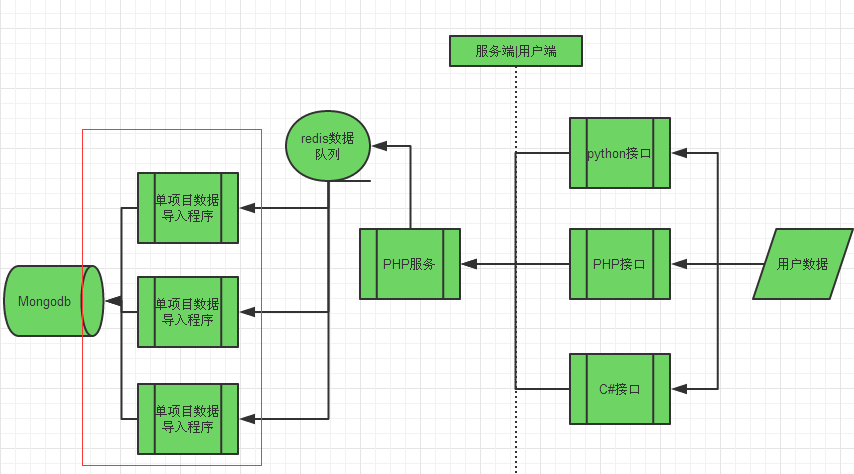 服务端|用户端
redis数据
队列
python接口
单项目数据
导入程序
PHP服务
PHP接口
用户数据
Mongodb
单项目数据
导入程序
C#接口
单项目数据
导入程序